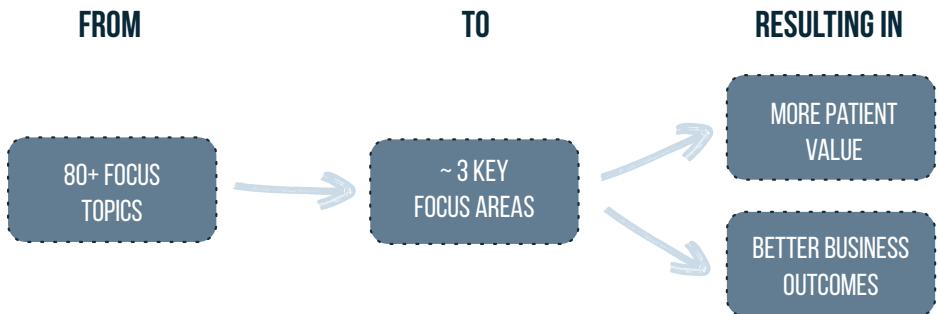 FROM
TO
RESULTING IN
80+ FOCUS
TOPICS
~ 3 KEY
FOCUS AREAS
MORE PATIENT
VALUE
BETTER BUSINESS
OUTCOMES